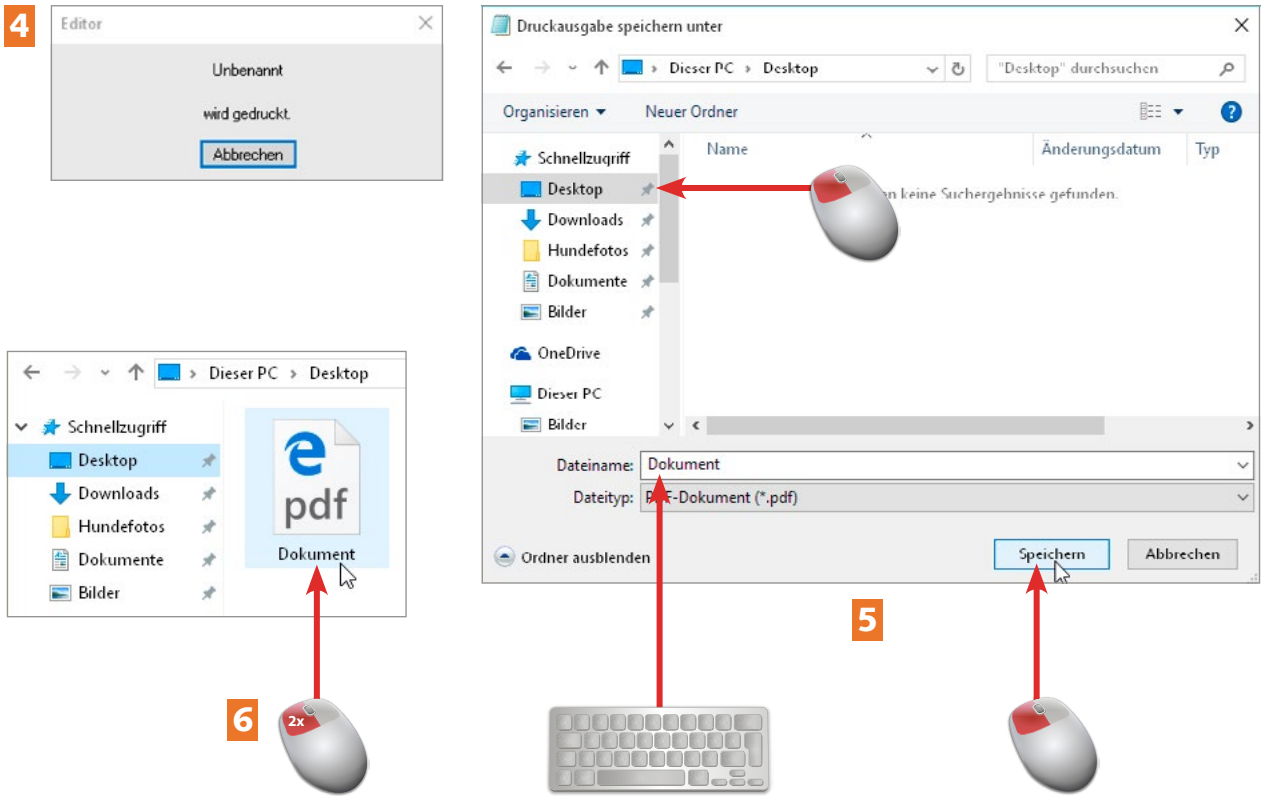 4
Editor
Unbenannt
wird gedruckt.
Abbrechen
Druckausgabe speichern unter
Dieser PC > Desktop
"Desktop" durchsuchen
Organisieren
Neuer Ordner
?
Name
Änderungsdatum
Typ
Schnellzugriff
Desktop
keine Suchergebnisse gefunden.
Downloads
Hundefotos
Dokumente
Bilder
OneDrive
Dieser PC
Bilder
Dateiname: Dokument
Dateityp: PDF-Dokument (*.pdf)
Ordner ausblenden
Speichern
Abbrechen
5
Dieser PC > Desktop
Schnellzugriff
Desktop
Downloads
Hundefotos
Dokumente
Bilder
pdf
Dokument
6
2x